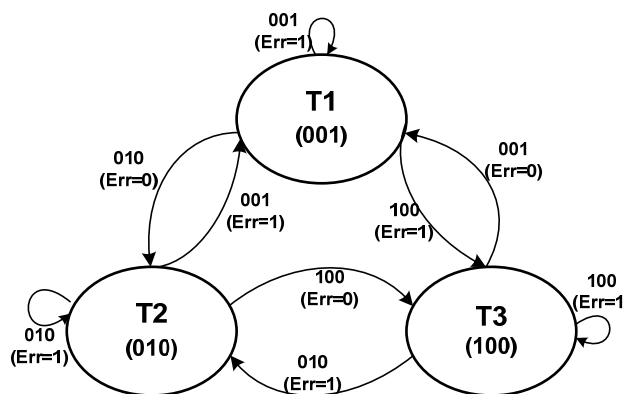 001
(Err=1)
T1
(001)
010
(Err=0)
001
(Err=1)
100
(Err=1)
001
(Err=0)
100
(Err=0)
T2
(010)
010
(Err=1)
010
(Err=1)
T3
(100)
100
(Err=1